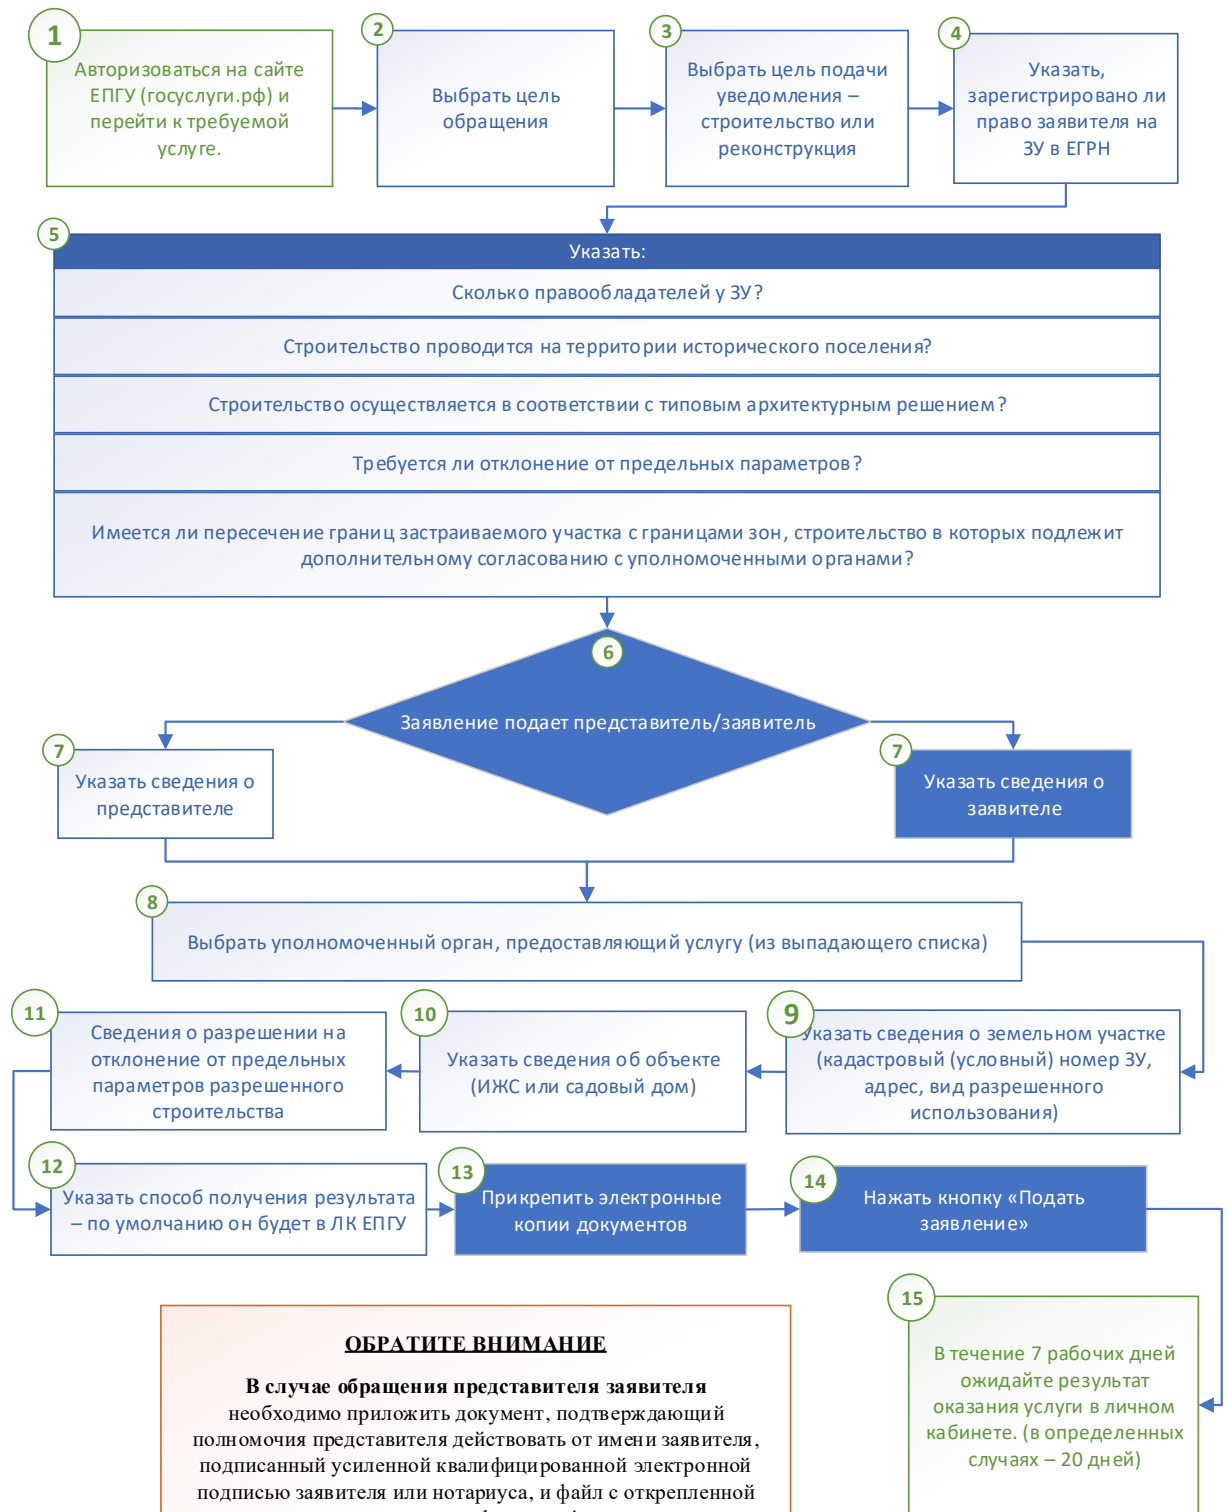 1
Авторизоваться на сайте
ЕПГУ (госуслуги.рф) и
перейти к требуемой
услуге.
2
Выбрать цель
обращения
3
Выбрать цель подачи
уведомления –
строительство или
реконструкция
4
Указать,
зарегистрировано ли
право заявителя на
ЗУ в ЕГРН
5
Указать:
Сколько правообладателей у ЗУ?
Строительство проводится на территории исторического поселения?
Строительство осуществляется в соответствии с типовым архитектурным решением?
Требуется ли отклонение от предельных параметров?
Имеется ли пересечение границ застраиваемого участка с границами зон, строительство в которых подлежит
дополнительному согласованию с уполномоченными органами?
6
Заявление подает представитель/заявитель
7
Указать сведения о
представителе
7
Указать сведения о
заявителе
8
Выбрать уполномоченный орган, предоставляющий услугу (из выпадающего списка)
9
Указать сведения о земельном участке
(кадастровый (условный) номер ЗУ,
адрес, вид разрешенного
использования)
10
Указать сведения об объекте
(ИЖС или садовый дом)
11
Сведения о разрешении на
отклонение от предельных
параметров разрешенного
строительства
12
Указать способ получения результата
– по умолчанию он будет в ЛК ЕПГУ
13
Прикрепить электронные
копии документов
14
Нажать кнопку «Подать
заявление»
15
В течение 7 рабочих дней
ожидайте результат
оказания услуги в личном
кабинете. (в определенных
случаях – 20 дней)
ОБРАТИТЕ ВНИМАНИЕ
В случае обращения представителя заявителя
необходимо приложить документ, подтверждающий
полномочия представителя действовать от имени заявителя,
подписанный усиленной квалифицированной электронной
подписью заявителя или нотариуса, и файл с открепленной